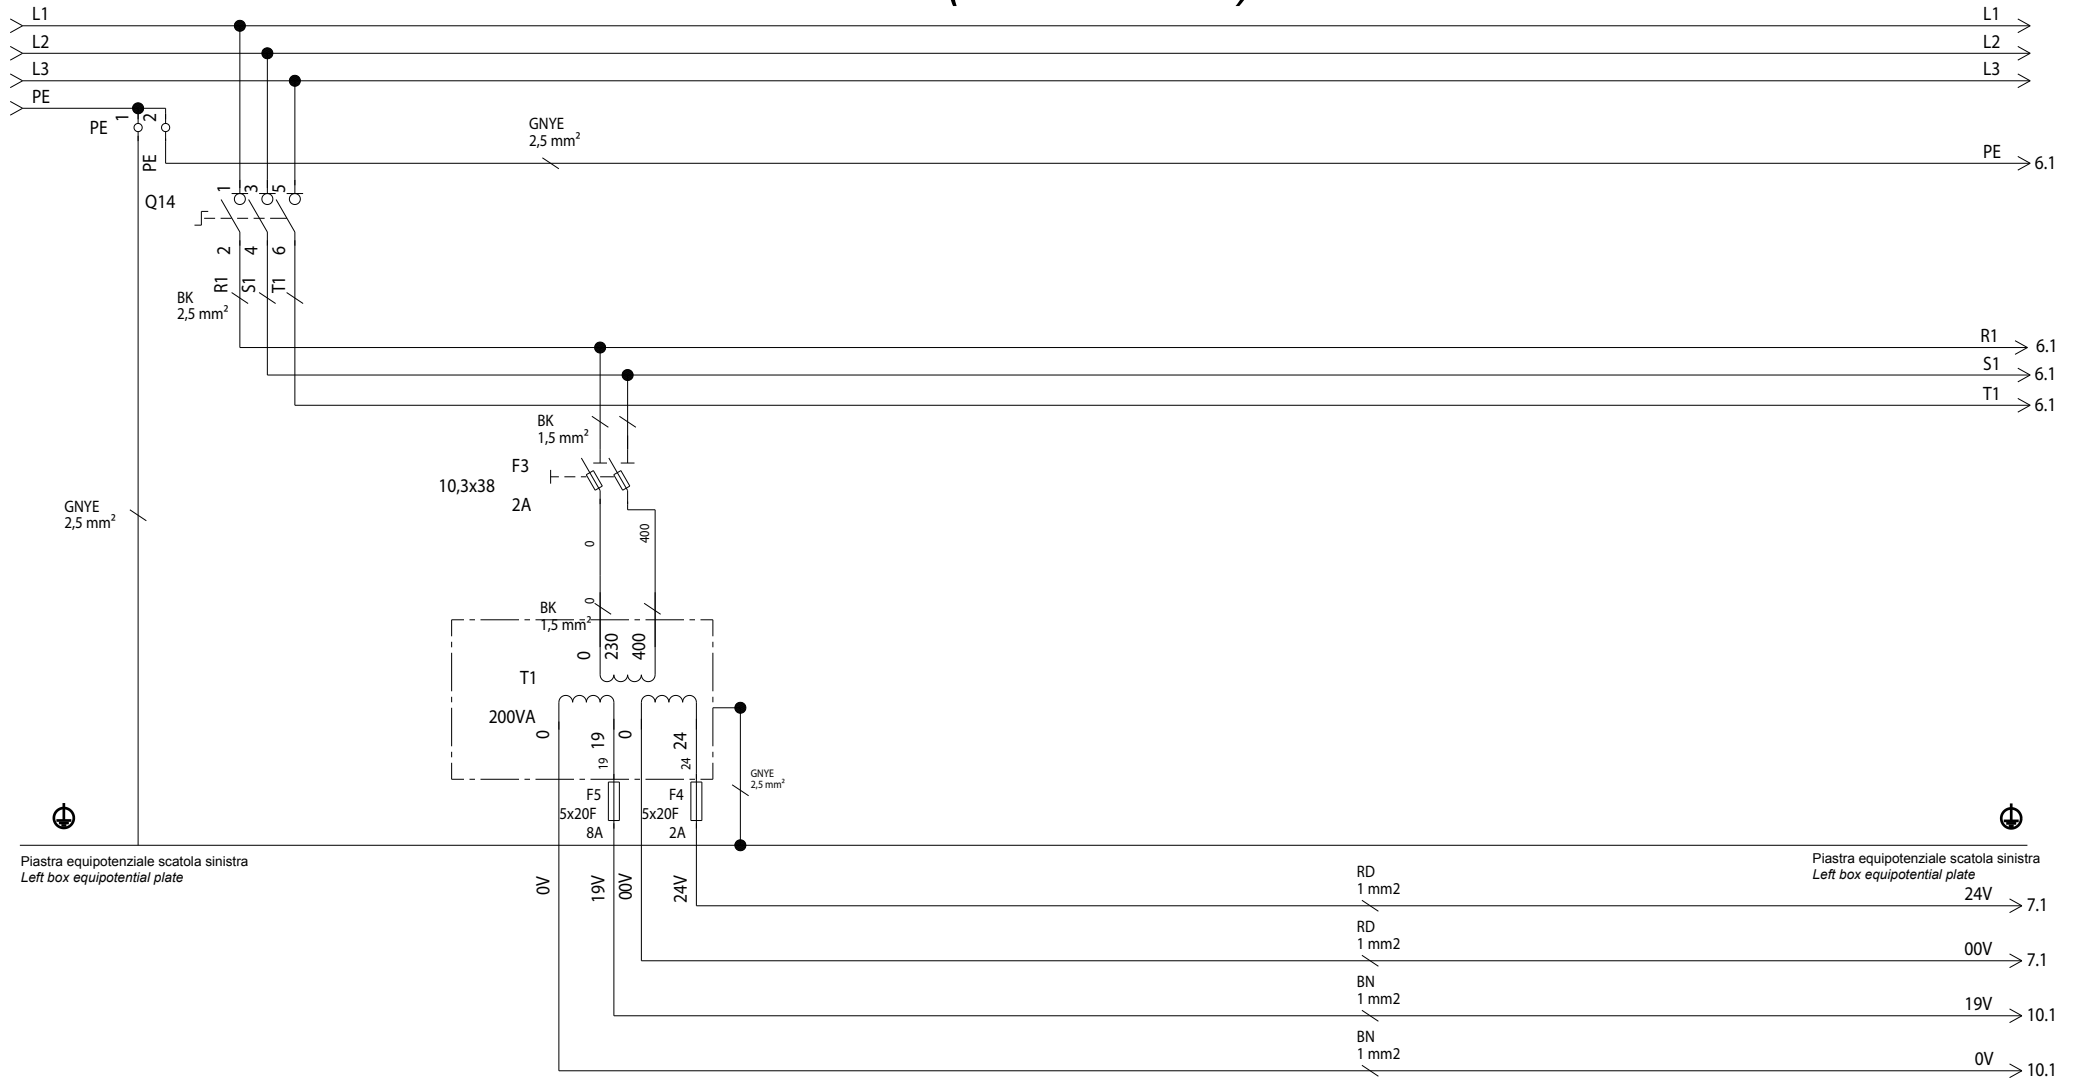 L1
L1
L2
L2
L3
L3
PE
1
2
PE
GNYE
2,5 mm²
PE
PE
6.1
1
3
5
Q14
2
4
6
R1
S1
T1
BK
2,5 mm²
R1
6.1
S1
6.1
T1
6.1
BK
1,5 mm²
F3
10,3x38
2A
GNYE
2,5 mm²
0
400
0
BK
1,5 mm²
0
230
400
T1
200VA
0
19
0
24
19
24
GNYE
2,5 mm²
F5
5x20F
8A
F4
5x20F
2A
Piastra equipotenziale scatola sinistra
Left box equipotential plate
Piastra equipotenziale scatola sinistra
Left box equipotential plate
0V
19V
00V
24V
RD
1 mm2
24V
7.1
RD
1 mm2
00V
7.1
BN
1 mm2
19V
10.1
BN
1 mm2
0V
10.1